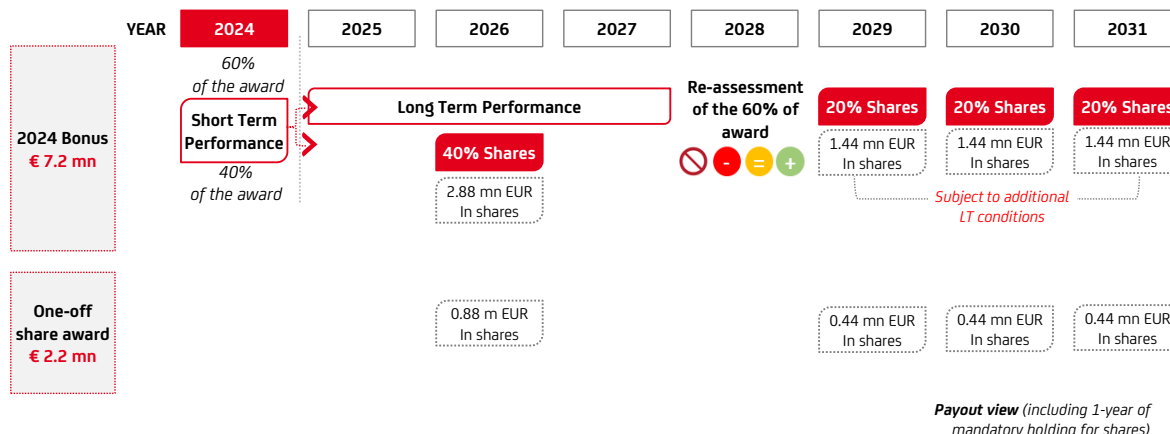 YEAR 2024 2025 2026 2027 2028 2029 2030 2031
60%
of the award
2024 Bonus
€ 7.2 mn
Short Term
Performance
40%
of the award
Long Term Performance
40% Shares
2.88 mn EUR
In shares
Re-assessment
of the 60% of
award
- = +
20% Shares
1.44 mn EUR
In shares
20% Shares
1.44 mn EUR
In shares
20% Shares
1.44 mn EUR
In shares
Subject to additional
LT conditions
One-off
share award
€ 2.2 mn
0.88 m EUR
In shares
0.44 mn EUR
In shares
0.44 mn EUR
In shares
0.44 mn EUR
In shares
Payout view (including 1-year of
mandatory holding for shares)